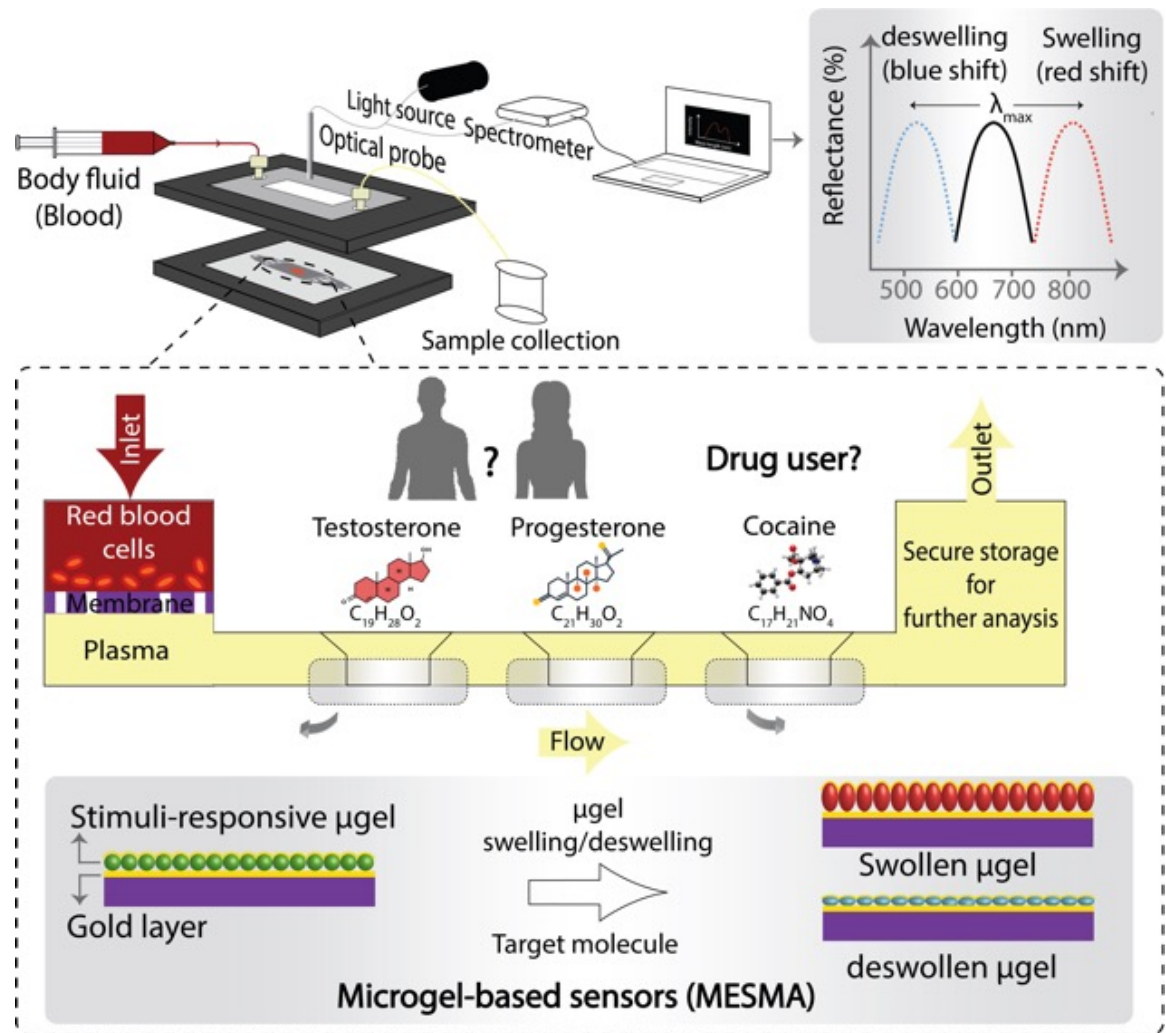 Body fluid
(Blood)
Light source
Optical probe
Spectrometer
Sample collection
deswelling
(blue shift)
Swelling
(red shift)
λmax
Reflectance (%)
500 600 700 800
Wavelength (nm)
Inlet
Red blood
cells
Membrane
Plasma
?
Drug user?
Testosterone
C19H28O2
Progesterone
C21H30O2
Cocaine
C17H21NO4
Outlet
Secure storage
for
further anaysis
Flow
Stimuli-responsive µgel
Gold layer
µgel
swelling/deswelling
Target molecule
Swollen µgel
deswollen µgel
Microgel-based sensors (MESMA)